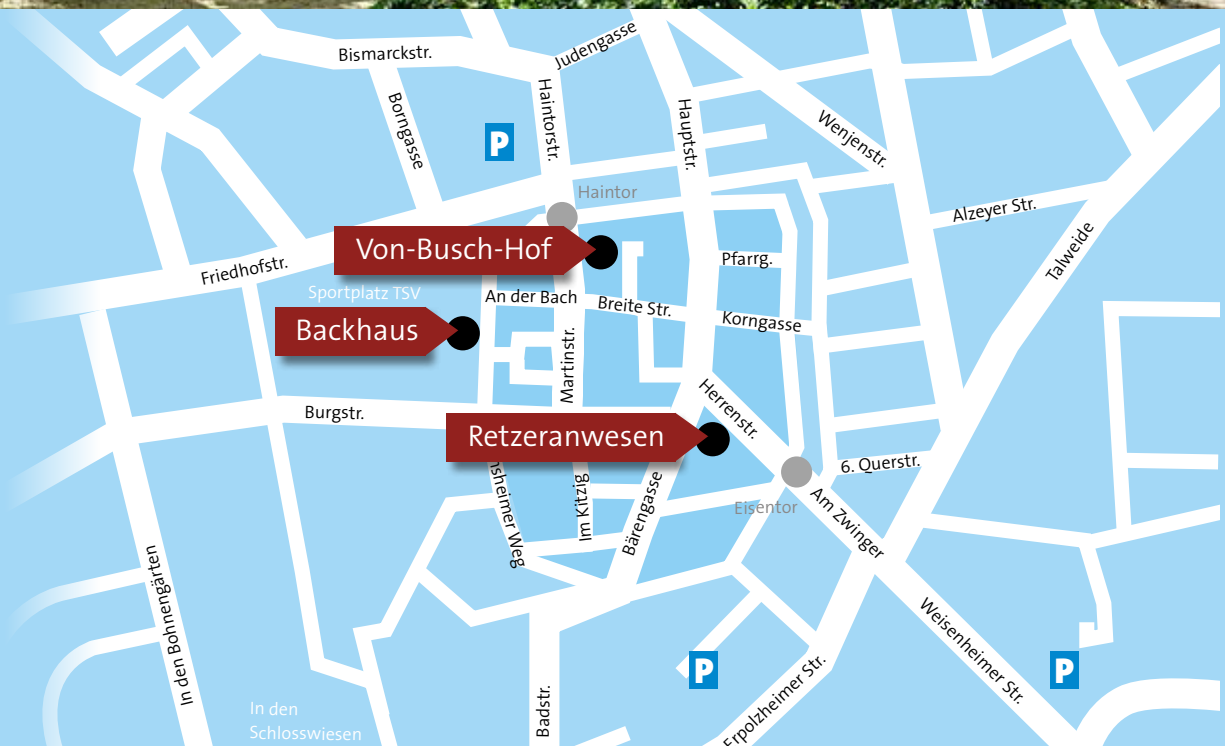 Judengasse
Bismarckstr.
Haintorstr.
Borngasse
Hauptstr.
P
Wenjenstr.
Haintor
Alzeyer Str.
Talweide
Von-Busch-Hof
Pfarrg.
Friedhofstr.
Sportplatz TSV
An der Bach
Breite Str.
Korngasse
Backhaus
Martinstr.
Herrenstr.
Burgstr.
Retzeranwesen
6. Querstr.
nsheimer Weg
Im Kitzig
Bärengasse
Eisentor
Am Zwinger
In den Bohnengärten
Weisenheimer Str.
P
P
Erpolzheimer Str.
Badstr.
In den
Schlosswiesen